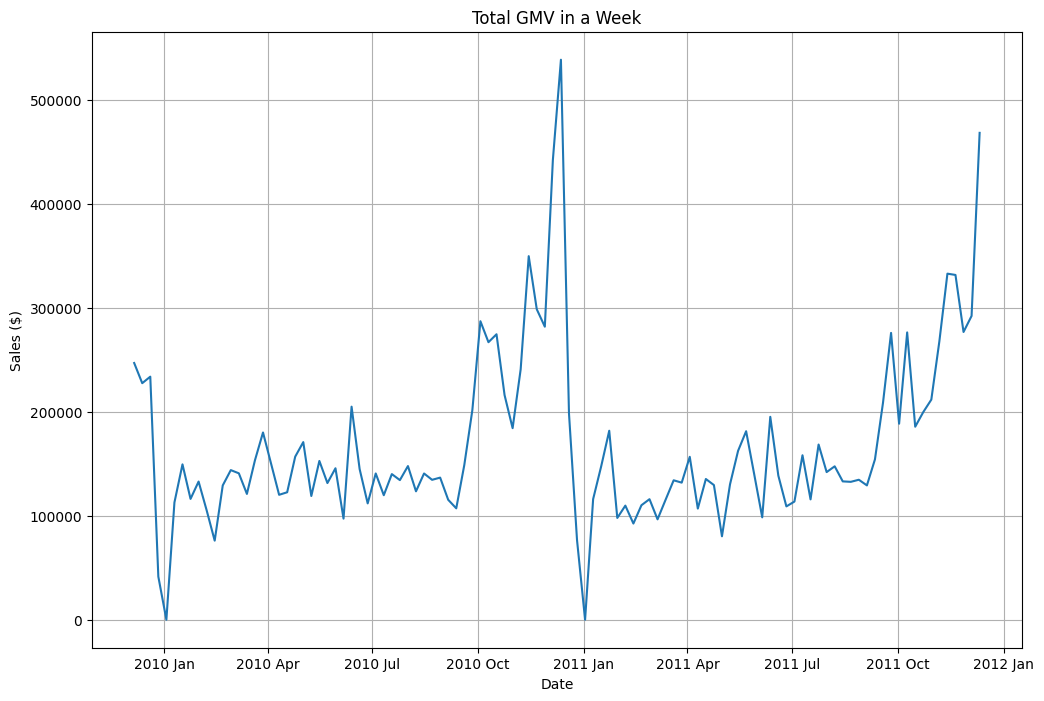 Total GMV in a Week
Sales ($)
500000
400000
300000
200000
100000
0
2010 Jan 2010 Apr 2010 Jul 2010 Oct 2011 Jan 2011 Apr 2011 Jul 2011 Oct 2012 Jan
Date